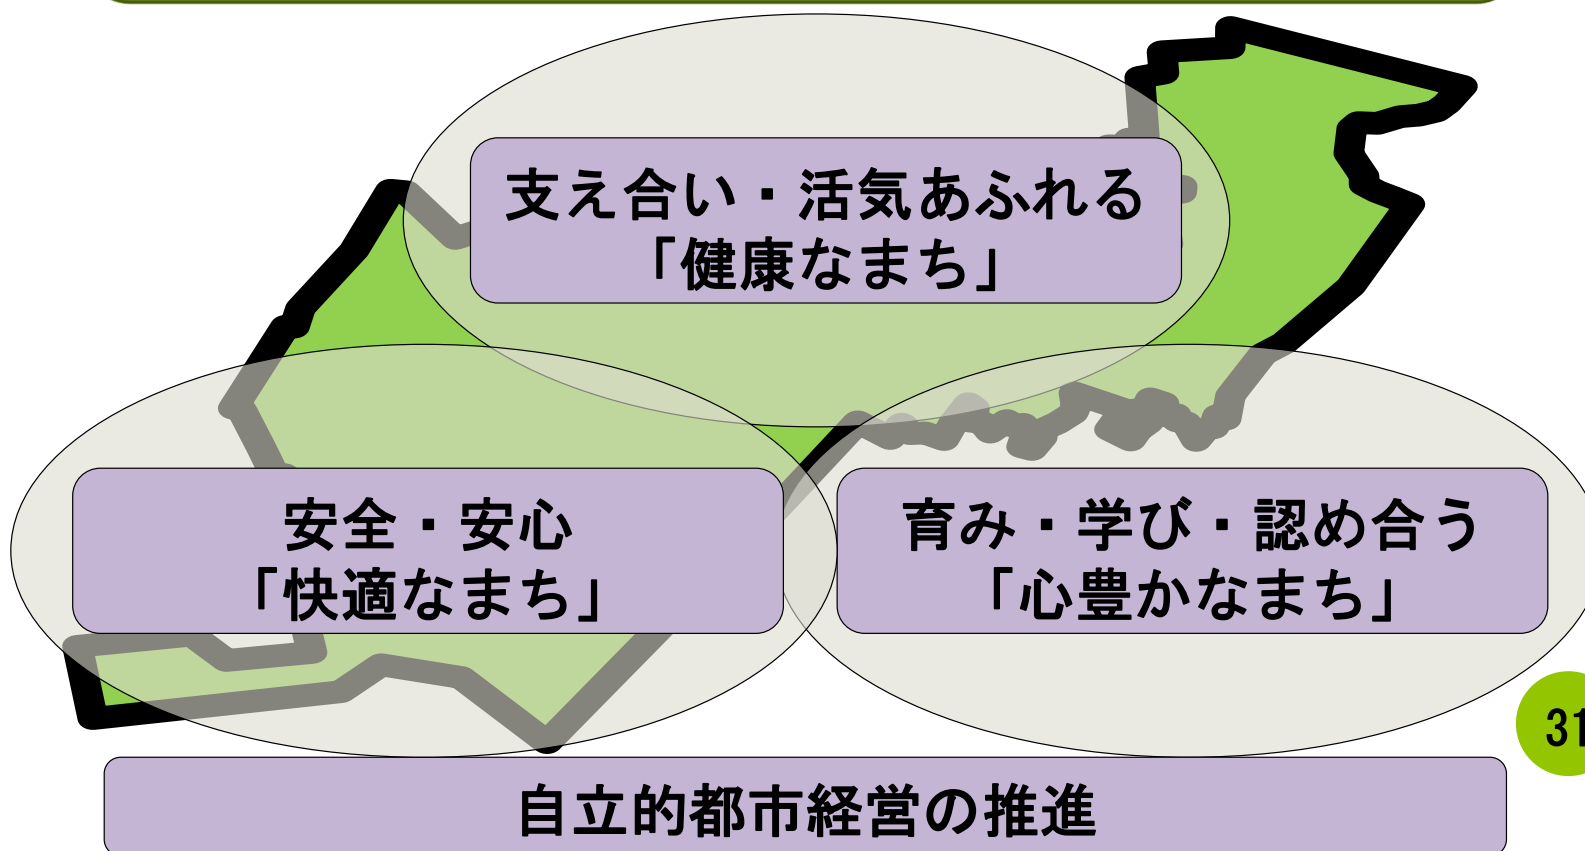 支え合い・活気あふれる
「健康なまち」
安全・安心
「快適なまち」
育み・学び・認め合う
「心豊かなまち」
31
自立的都市経営の推進